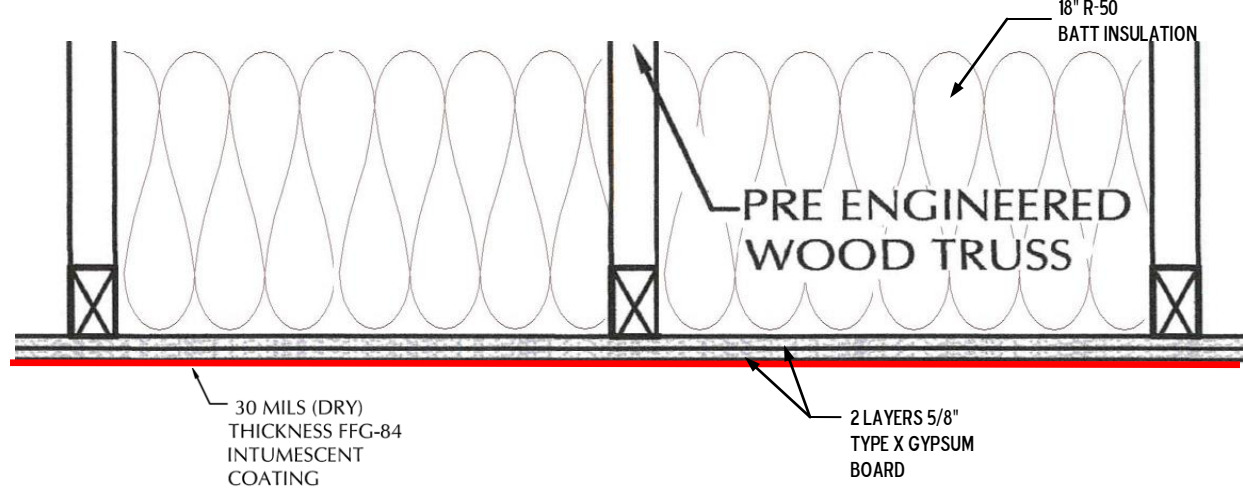 18" R-50
BATT INSULATION
PRE ENGINEERED
WOOD TRUSS
30 MILS (DRY)
THICKNESS FFG-84
INTUMESCENT
COATING
2 LAYERS 5/8"
TYPE X GYPSUM
BOARD